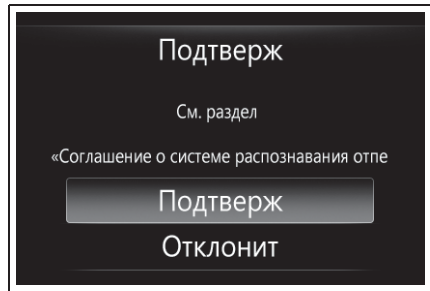 Подтверж
См. раздел
«Соглашение о системе распознавания отпе
Подтверж
Отклонит